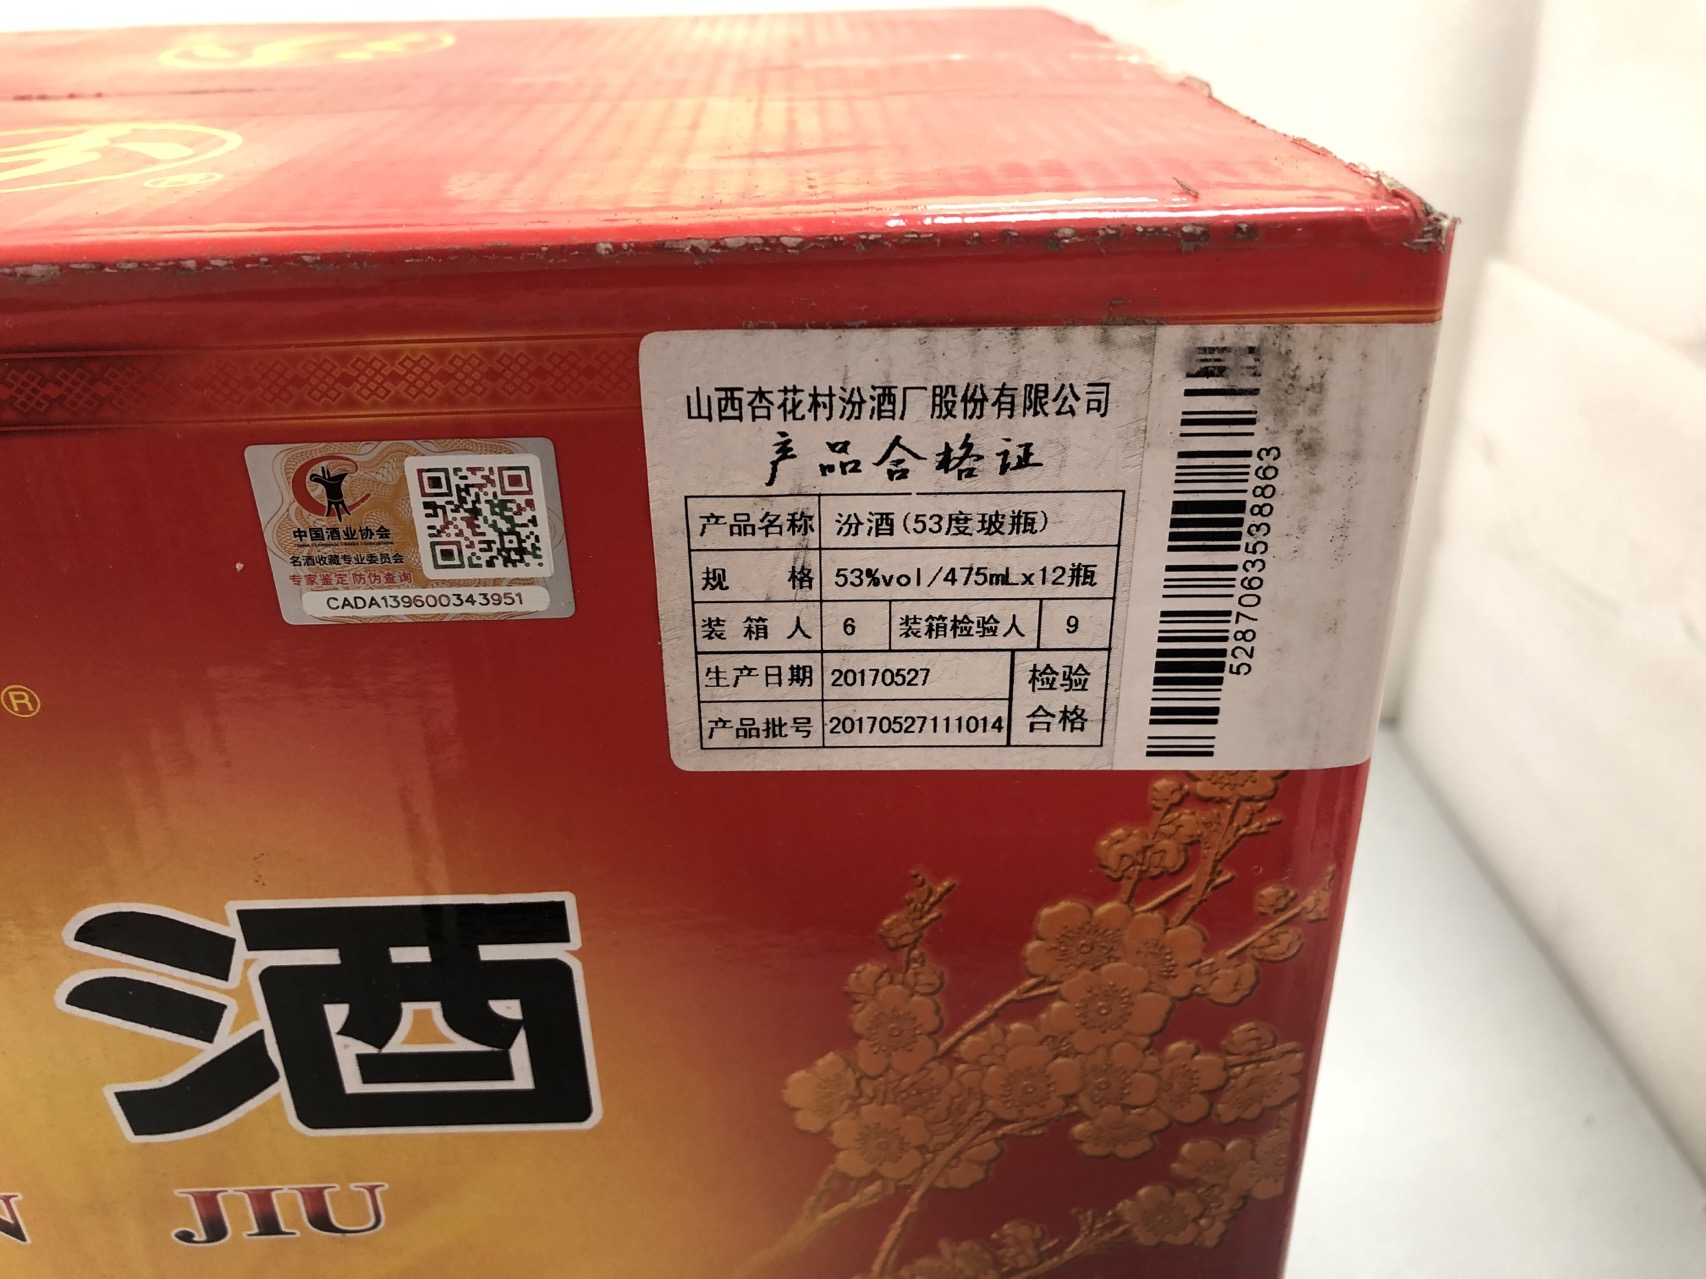 中国酒业协会
名酒收藏专业委员会
专家鉴定 防伪查询
CADA139600343951
山西杏花村汾酒厂股份有限公司
产品合格证
产品名称 汾酒(53度玻瓶)
规 格 53%vol/475mLx12瓶
装箱人 6 装箱检验人 9
生产日期 20170527 检验
产品批号 20170527111014 合格
5287063538863
®
®
酒
N JIU